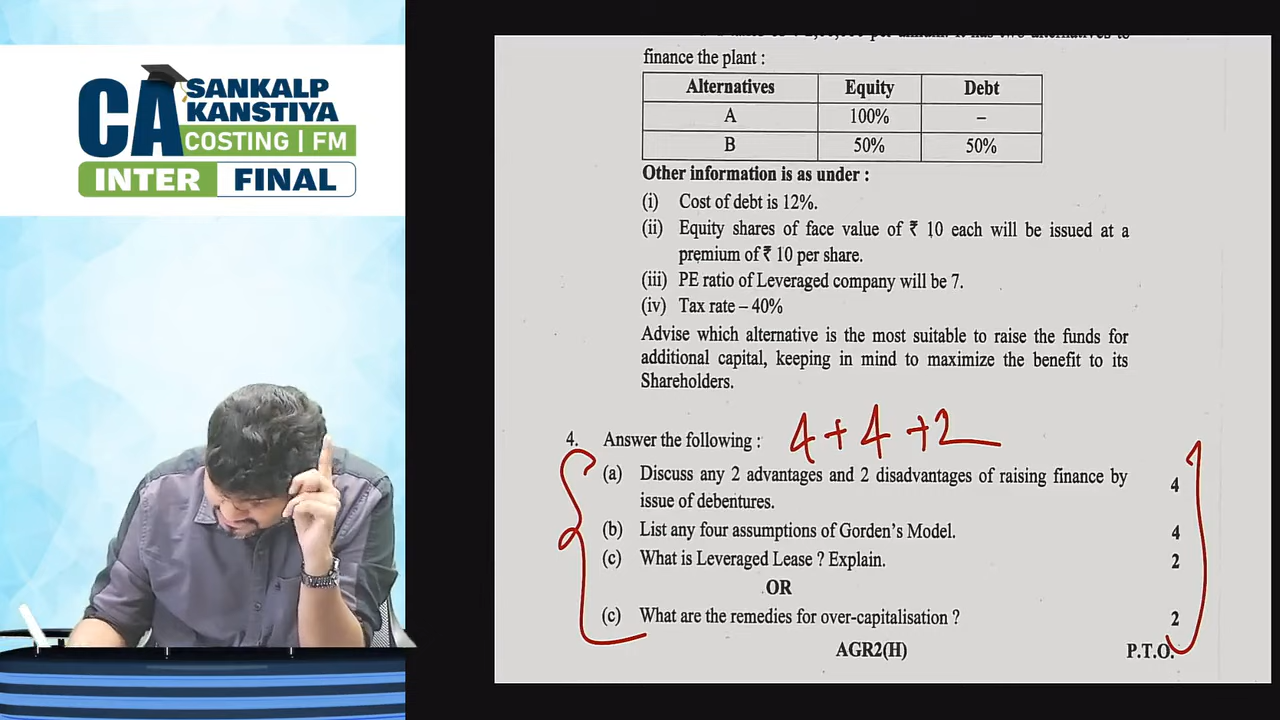 CA SANKALP
KANSTIYA
COSTING | FM
INTER FINAL
finance the plant :
Alternatives Equity Debt
A 100% –
B 50% 50%
Other information is as under :
(i) Cost of debt is 12%.
(ii) Equity shares of face value of ₹ 10 each will be issued at a
premium of ₹ 10 per share.
(iii) PE ratio of Leveraged company will be 7.
(iv) Tax rate – 40%
Advise which alternative is the most suitable to raise the funds for
additional capital, keeping in mind to maximize the benefit to its
Shareholders.
4. Answer the following : 4+4+2
(a) Discuss any 2 advantages and 2 disadvantages of raising finance by 4
issue of debentures.
(b) List any four assumptions of Gorden's Model. 4
(c) What is Leveraged Lease ? Explain. 2
OR
(c) What are the remedies for over-capitalisation ? 2
AGR2(H) P.T.O.